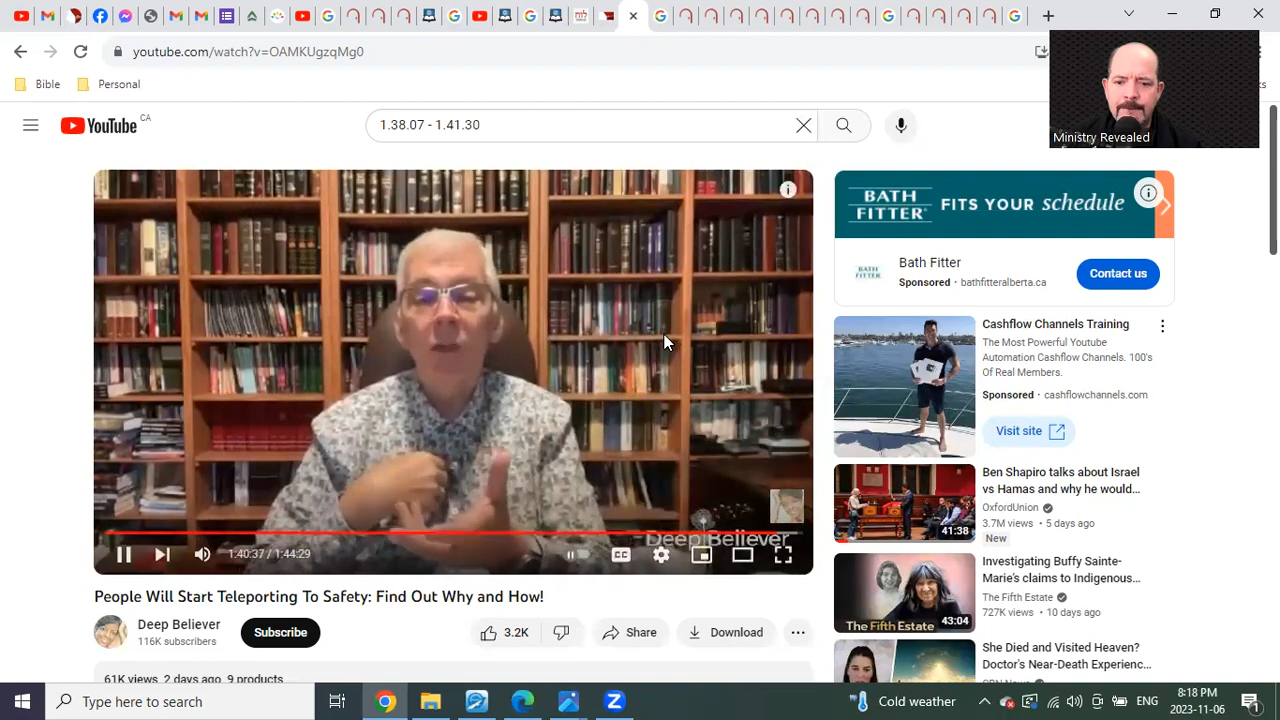 youtube.com/watch?v=OAMKUgzqMg0
Bible
Personal
Ministry Revealed
YouTube CA
1.38.07 - 1.41.30
BATH FITTER FITS YOUR schedule
Bath Fitter
Sponsored · bathfitteralberta.ca
Contact us
Cashflow Channels Training
The Most Powerful Youtube
Automation Cashflow Channels. 100's
Of Real Members.
Sponsored · cashflowchannels.com
Visit site
Ben Shapiro talks about Israel
vs Hamas and why he would...
OxfordUnion
3.7M views · 5 days ago
New
41:38
Investigating Buffy Sainte-
Marie's claims to Indigenous...
The Fifth Estate
727K views · 10 days ago
The Fifth Estate
43:04
She Died and Visited Heaven?
Doctor's Near-Death Experienc...
Deep Believer
1:40:37 / 1:44:29
CC
People Will Start Teleporting To Safety: Find Out Why and How!
Deep Believer
116K subscribers
Subscribe
3.2K
Share
Download
61K views 2 days ago 9 products
Type here to search
Cold weather
ENG
8:18 PM
2023-11-06